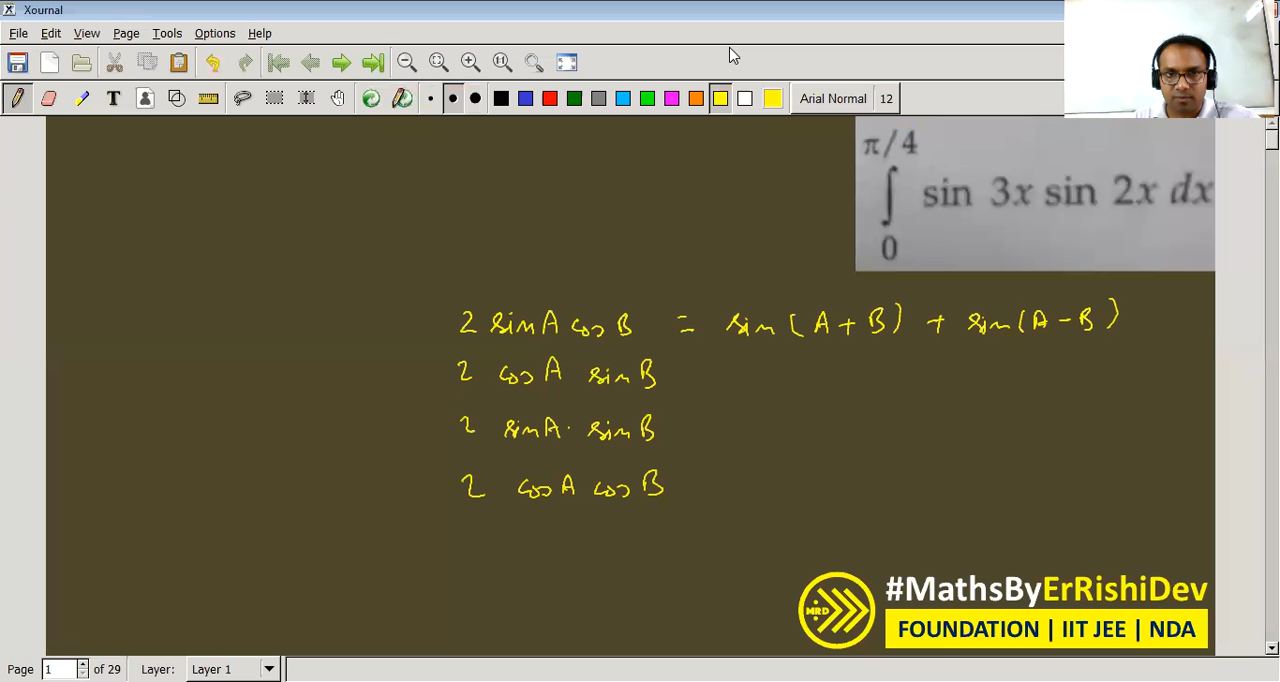 Xournal
File Edit View Page Tools Options Help
Arial Normal 12
π/4
∫ sin 3x sin 2x dx
0
2 sinA cosB = sin(A+B) + sin(A-B)
2 cosA sinB
2 sinA· sinB
2 cosA cosB
#MathsByErRishiDev
MRD
FOUNDATION | IIT JEE | NDA
Page 1 of 29 Layer: Layer 1